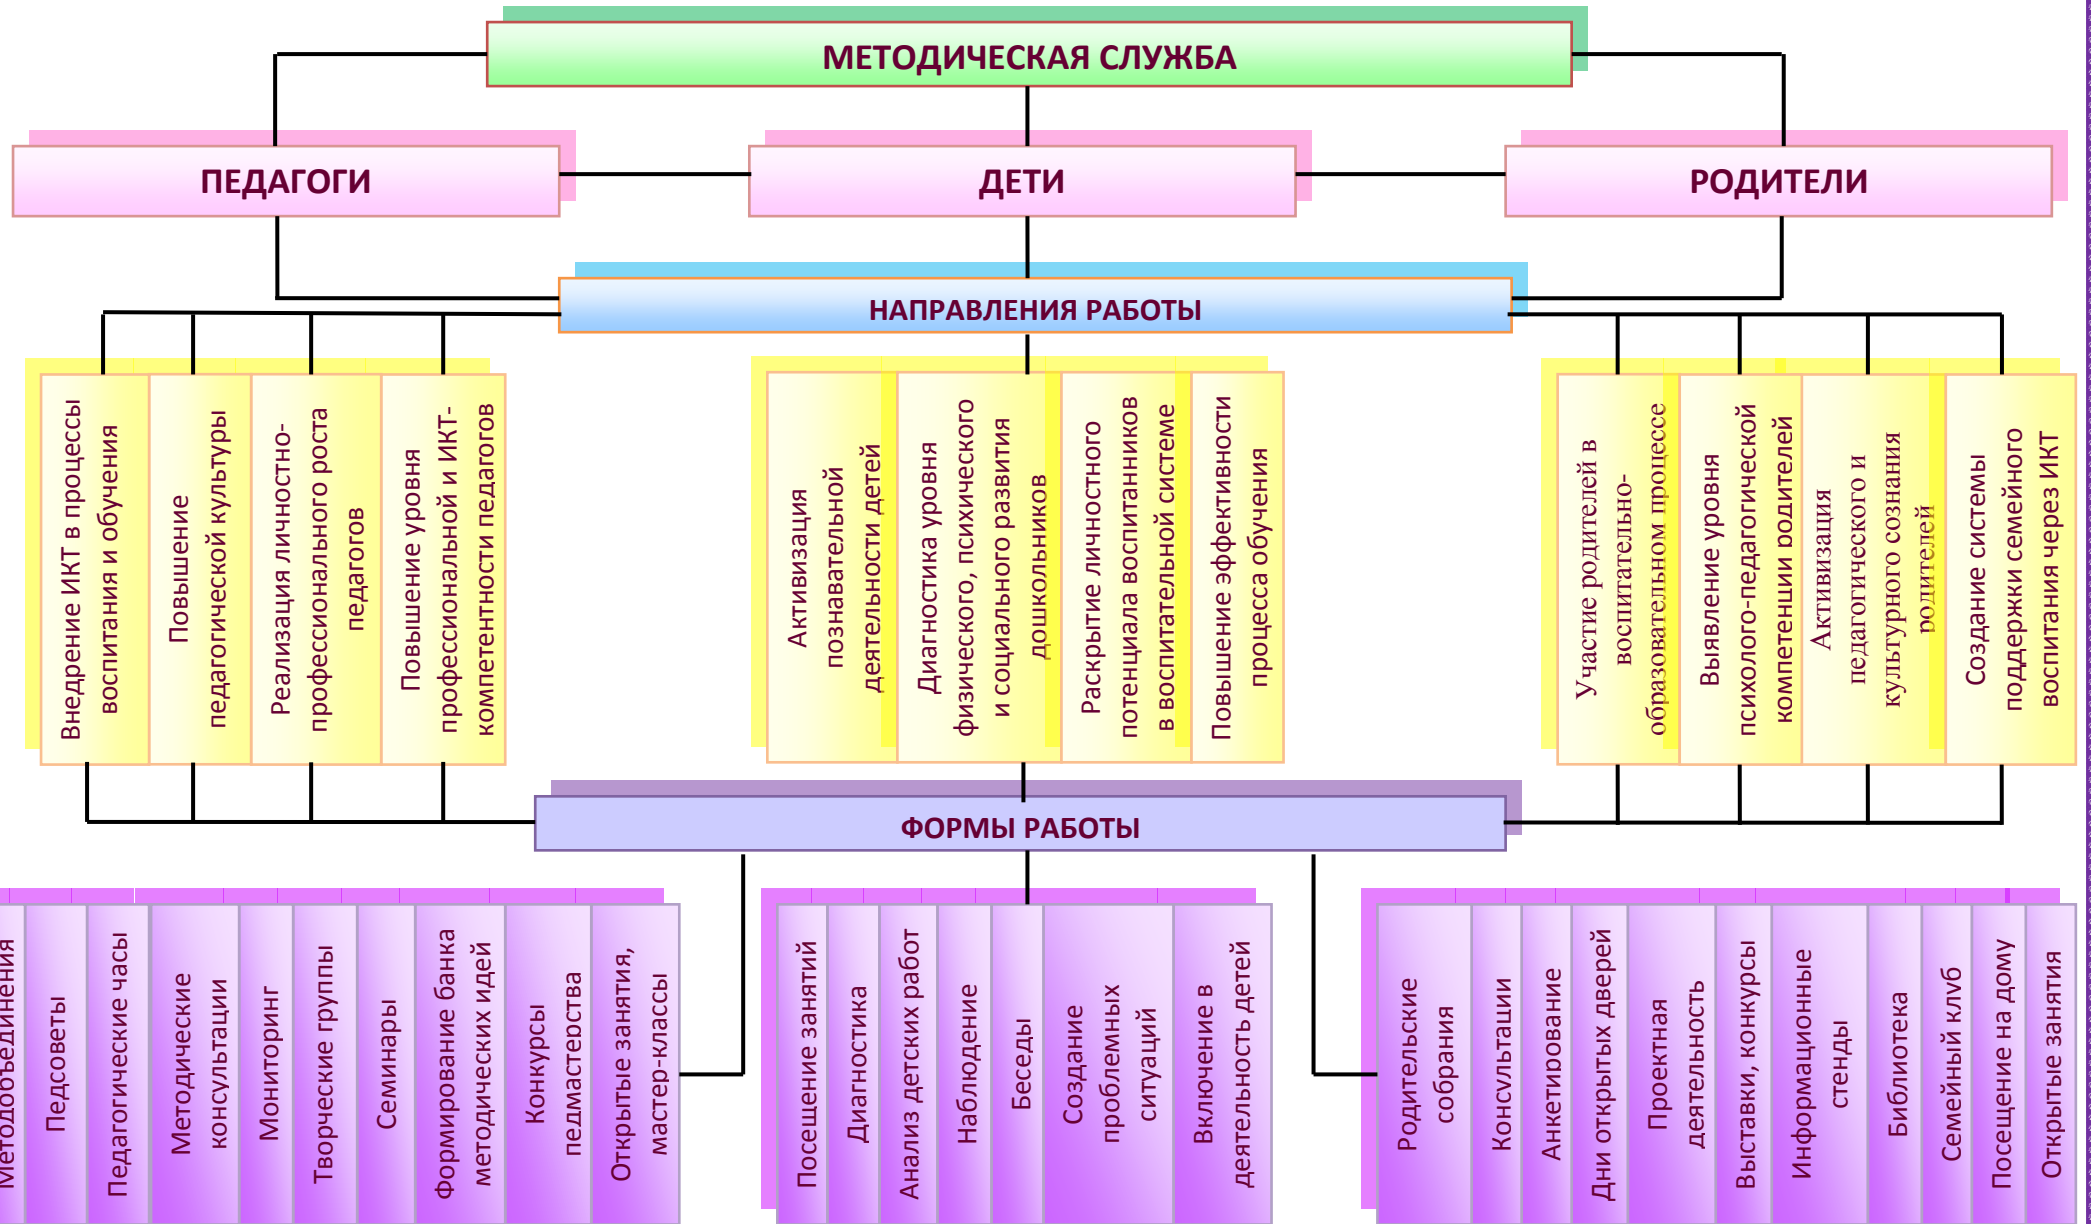 МЕТОДИЧЕСКАЯ СЛУЖБА
ПЕДАГОГИ
ДЕТИ
РОДИТЕЛИ
НАПРАВЛЕНИЯ РАБОТЫ
Внедрение ИКТ в процессы
воспитания и обучения
Повышение
педагогической культуры
Реализация личностно-
профессионального роста
педагогов
Повышение уровня
профессиональной и ИКТ-
компетентности педагогов
Активизация
познавательной
деятельности детей
Диагностика уровня
физического, психического
и социального развития
дошкольников
Раскрытие личностного
потенциала воспитанников
в воспитательной системе
Повышение эффективности
процесса обучения
Участие родителей в
воспитательно-
образовательном процессе
Выявление уровня
психолого-педагогической
компетенции родителей
Активизация
педагогического и
культурного сознания
родителей
Создание системы
поддержки семейного
воспитания через ИКТ
ФОРМЫ РАБОТЫ
Методобъединения
Педсоветы
Педагогические часы
Методические
консультации
Мониторинг
Творческие группы
Семинары
Формирование банка
методических идей
Конкурсы
педмастерства
Открытые занятия,
мастер-классы
Посещение занятий
Диагностика
Анализ детских работ
Наблюдение
Беседы
Создание
проблемных
ситуаций
Включение в
деятельность детей
Родительские
собрания
Консультации
Анкетирование
Дни открытых дверей
Проектная
деятельность
Выставки, конкурсы
Информационные
стенды
Библиотека
Семейный клуб
Посещение на дому
Открытые занятия